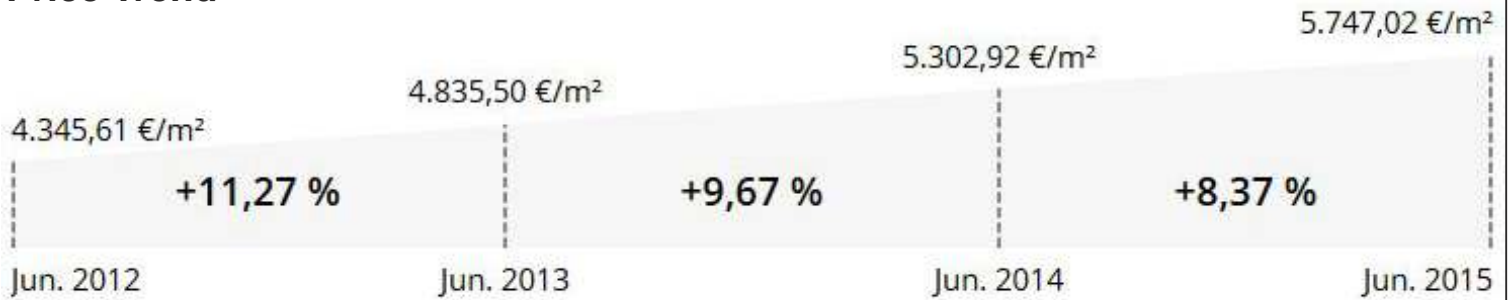 5.747,02 €/m²
5.302,92 €/m²
4.835,50 €/m²
4.345,61 €/m²
+11,27 % +9,67 % +8,37 %
Jun. 2012 Jun. 2013 Jun. 2014 Jun. 2015